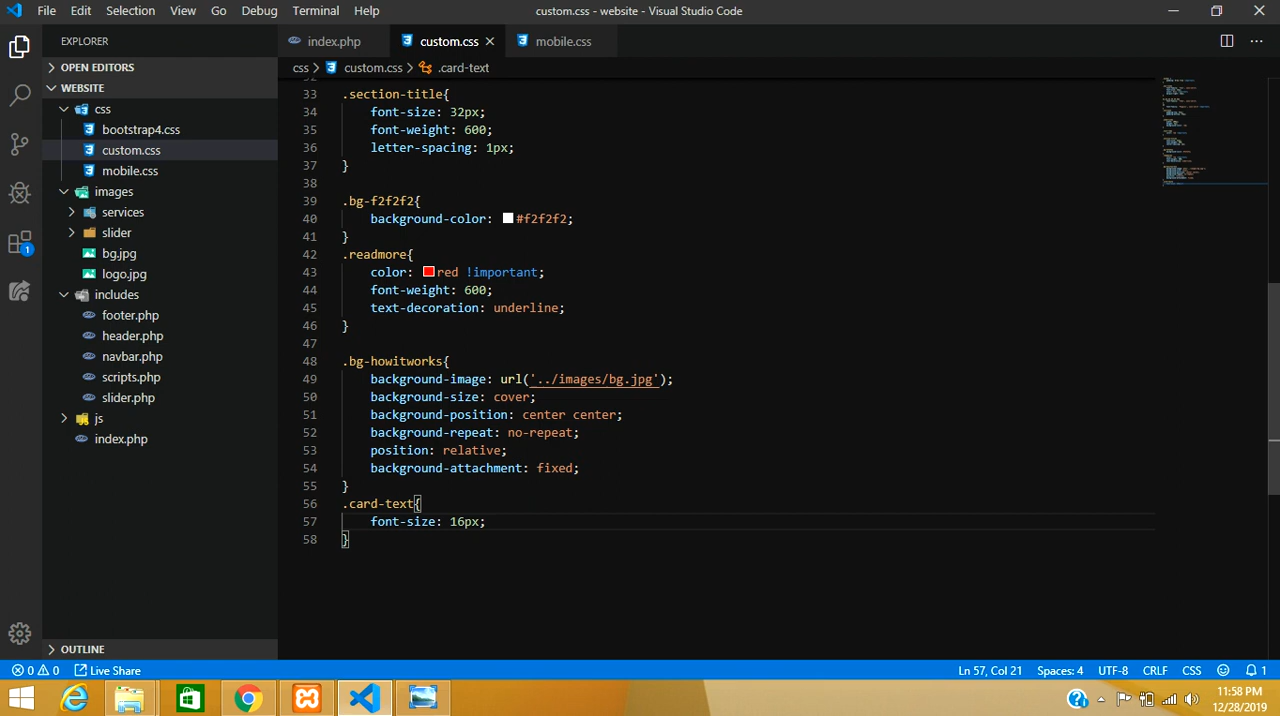 File Edit Selection View Go Debug Terminal Help
custom.css - website - Visual Studio Code
EXPLORER
OPEN EDITORS
WEBSITE
css
bootstrap4.css
custom.css
mobile.css
images
services
slider
bg.jpg
logo.jpg
includes
footer.php
header.php
navbar.php
scripts.php
slider.php
js
index.php
OUTLINE
1
index.php custom.css mobile.css
css custom.css .card-text
33 .section-title{
34 font-size: 32px;
35 font-weight: 600;
36 letter-spacing: 1px;
37 }
38
39 .bg-f2f2f2{
40 background-color: #f2f2f2;
41 }
42 .readmore{
43 color: red !important;
44 font-weight: 600;
45 text-decoration: underline;
46 }
47
48 .bg-howitworks{
49 background-image: url('../images/bg.jpg');
50 background-size: cover;
51 background-position: center center;
52 background-repeat: no-repeat;
53 position: relative;
54 background-attachment: fixed;
55 }
56 .card-text{
57 font-size: 16px;
58 }
0 0 Live Share Ln 57, Col 21 Spaces: 4 UTF-8 CRLF CSS 1
11:58 PM
12/28/2019